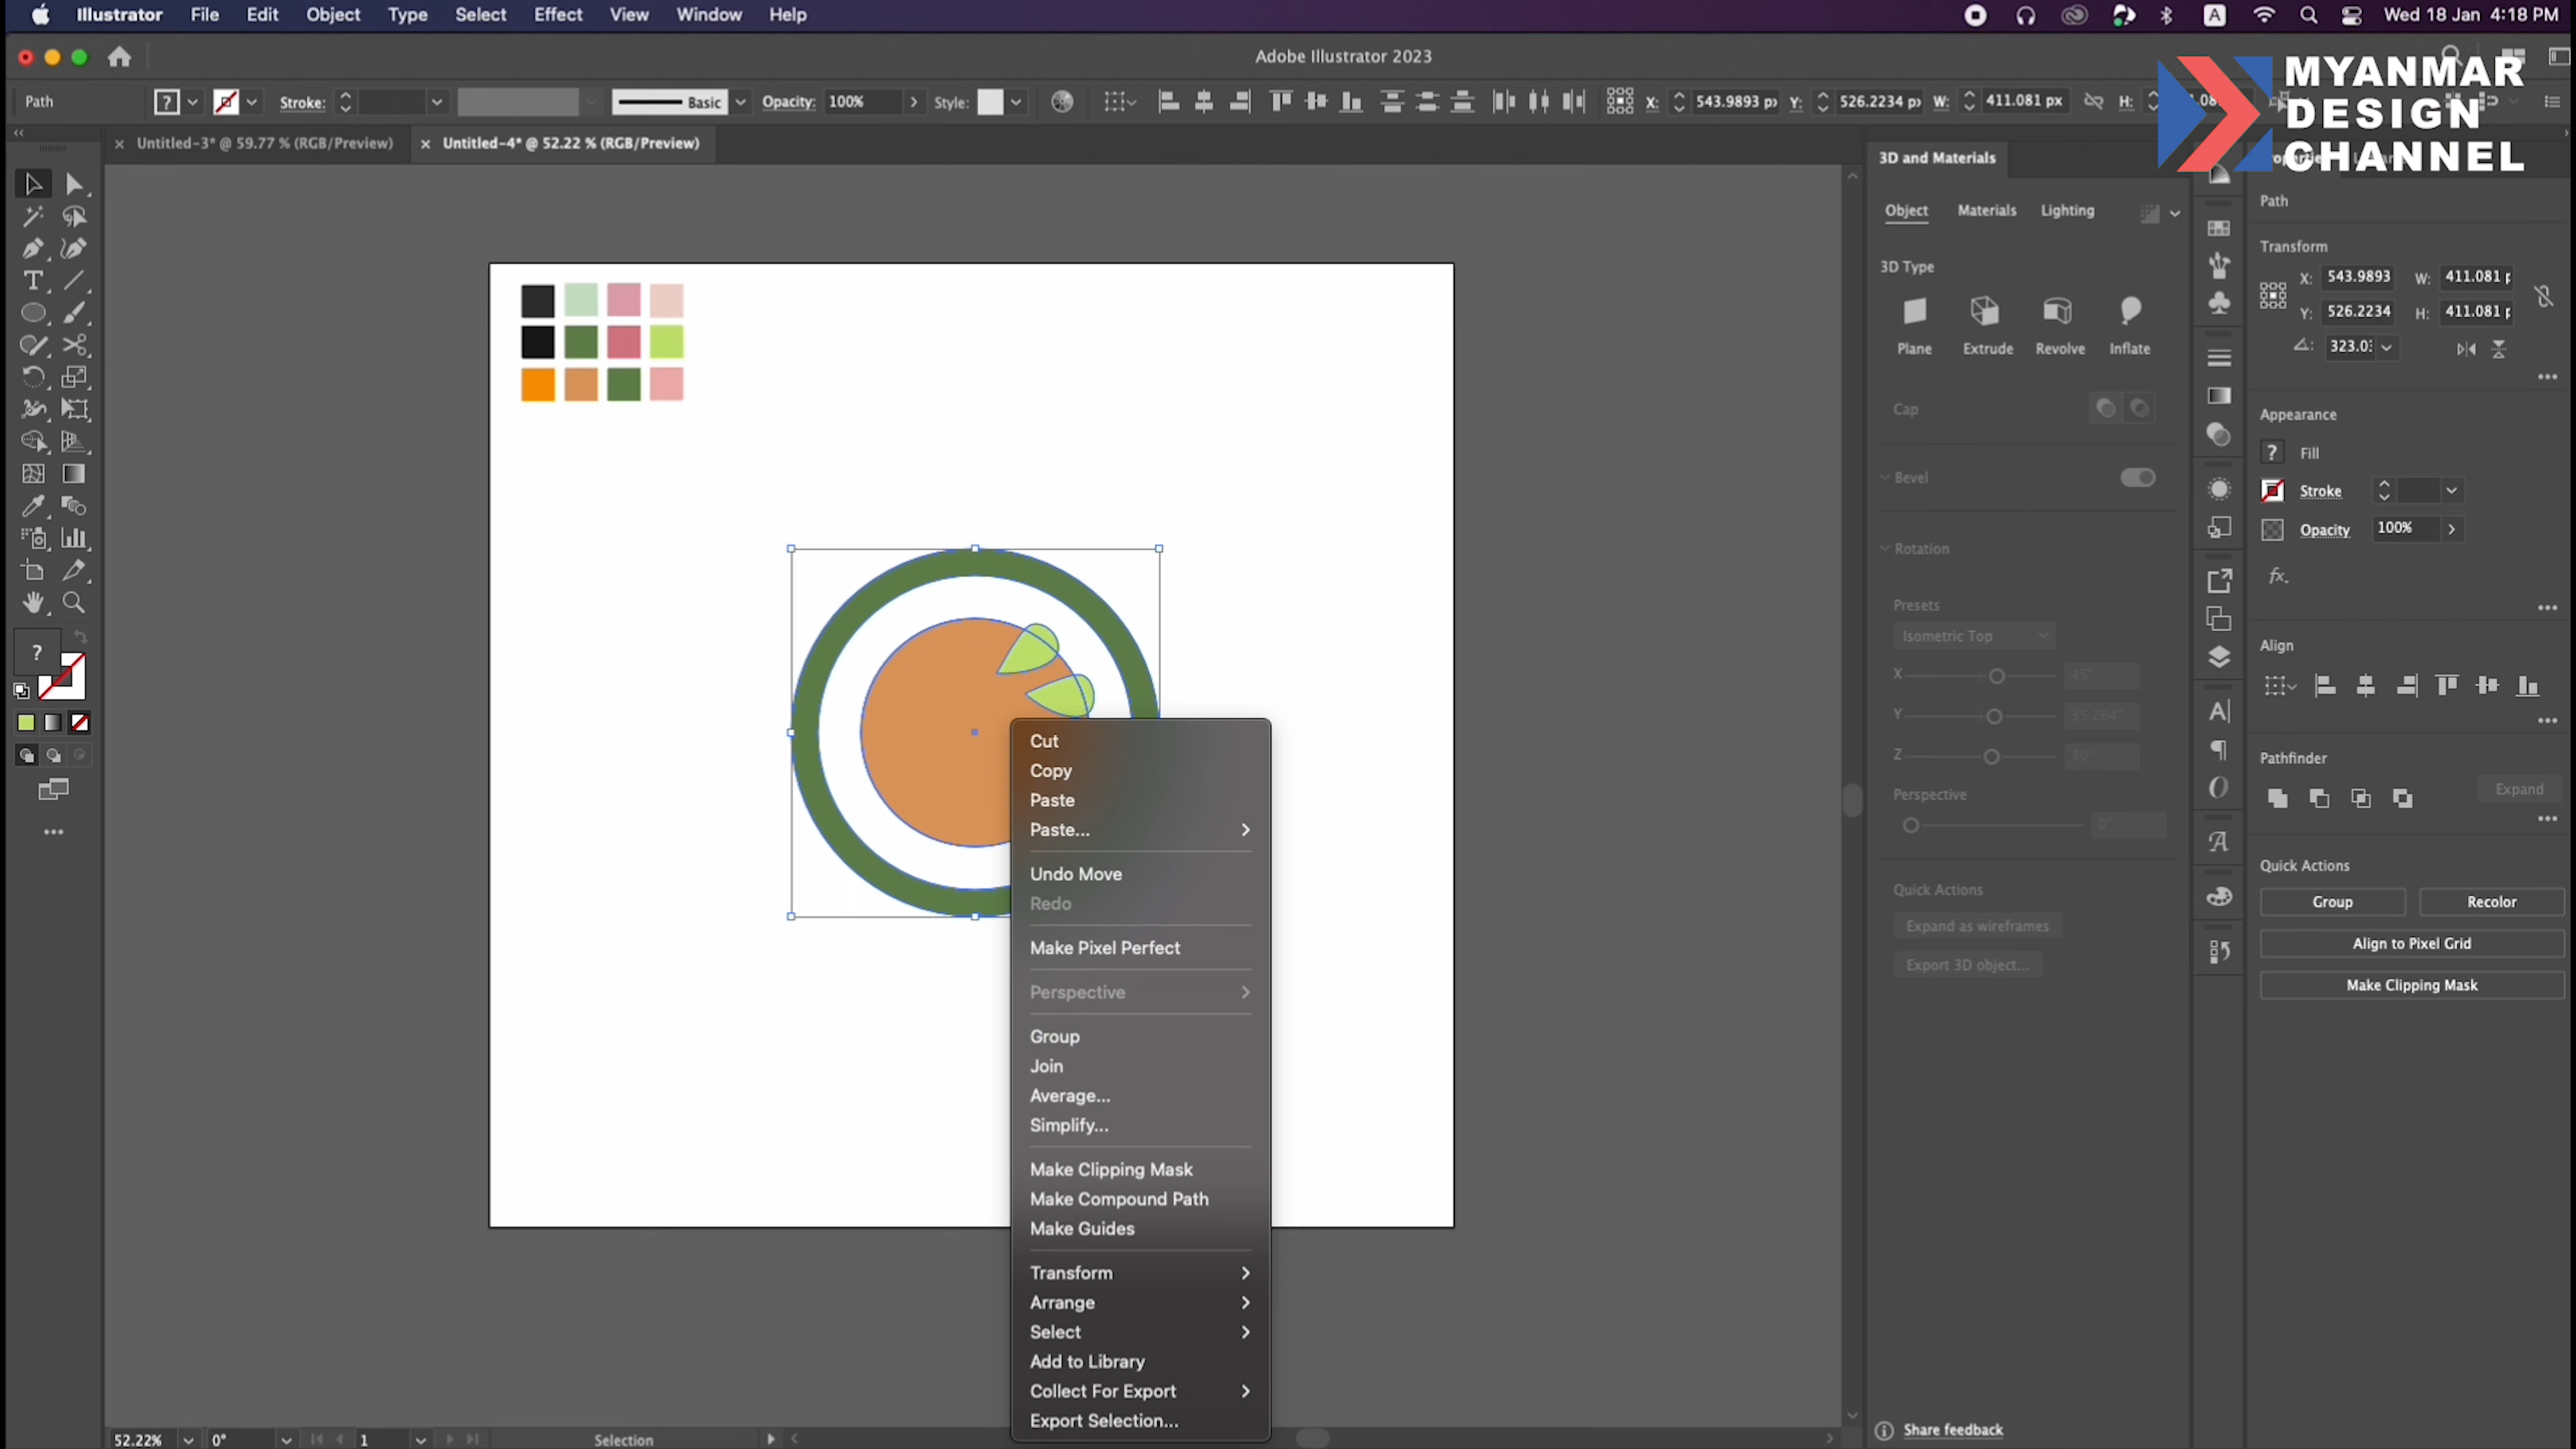 Illustrator File Edit Object Type Select Effect View Window Help
A
Wed 18 Jan 4:18 PM
Adobe Illustrator 2023
MYANMAR
DESIGN
CHANNEL
Path
?
Stroke:
Basic
Opacity: 100%
Style:
X: 543.9893 px
Y: 526.2234 px
W: 411.081 px
H:
× Untitled-3* @ 59.77 % (RGB/Preview)
× Untitled-4* @ 52.22 % (RGB/Preview)
3D and Materials
Object Materials Lighting
3D Type
Plane Extrude Revolve Inflate
Cap
Bevel
Rotation
Presets
Isometric Top
X 45°
Y 35.264°
Z 30°
Perspective
0°
Quick Actions
Expand as wireframes
Export 3D object...
Share feedback
Path
Transform
X: 543.9893 W: 411.081 p
Y: 526.2234 H: 411.081 p
323.0
Appearance
? Fill
Stroke
Opacity 100%
fx.
Align
Pathfinder
Expand
Quick Actions
Group Recolor
Align to Pixel Grid
Make Clipping Mask
?
Cut
Copy
Paste
Paste...
Undo Move
Redo
Make Pixel Perfect
Perspective
Group
Join
Average...
Simplify...
Make Clipping Mask
Make Compound Path
Make Guides
Transform
Arrange
Select
Add to Library
Collect For Export
Export Selection...
52.22% 0° 1 Selection